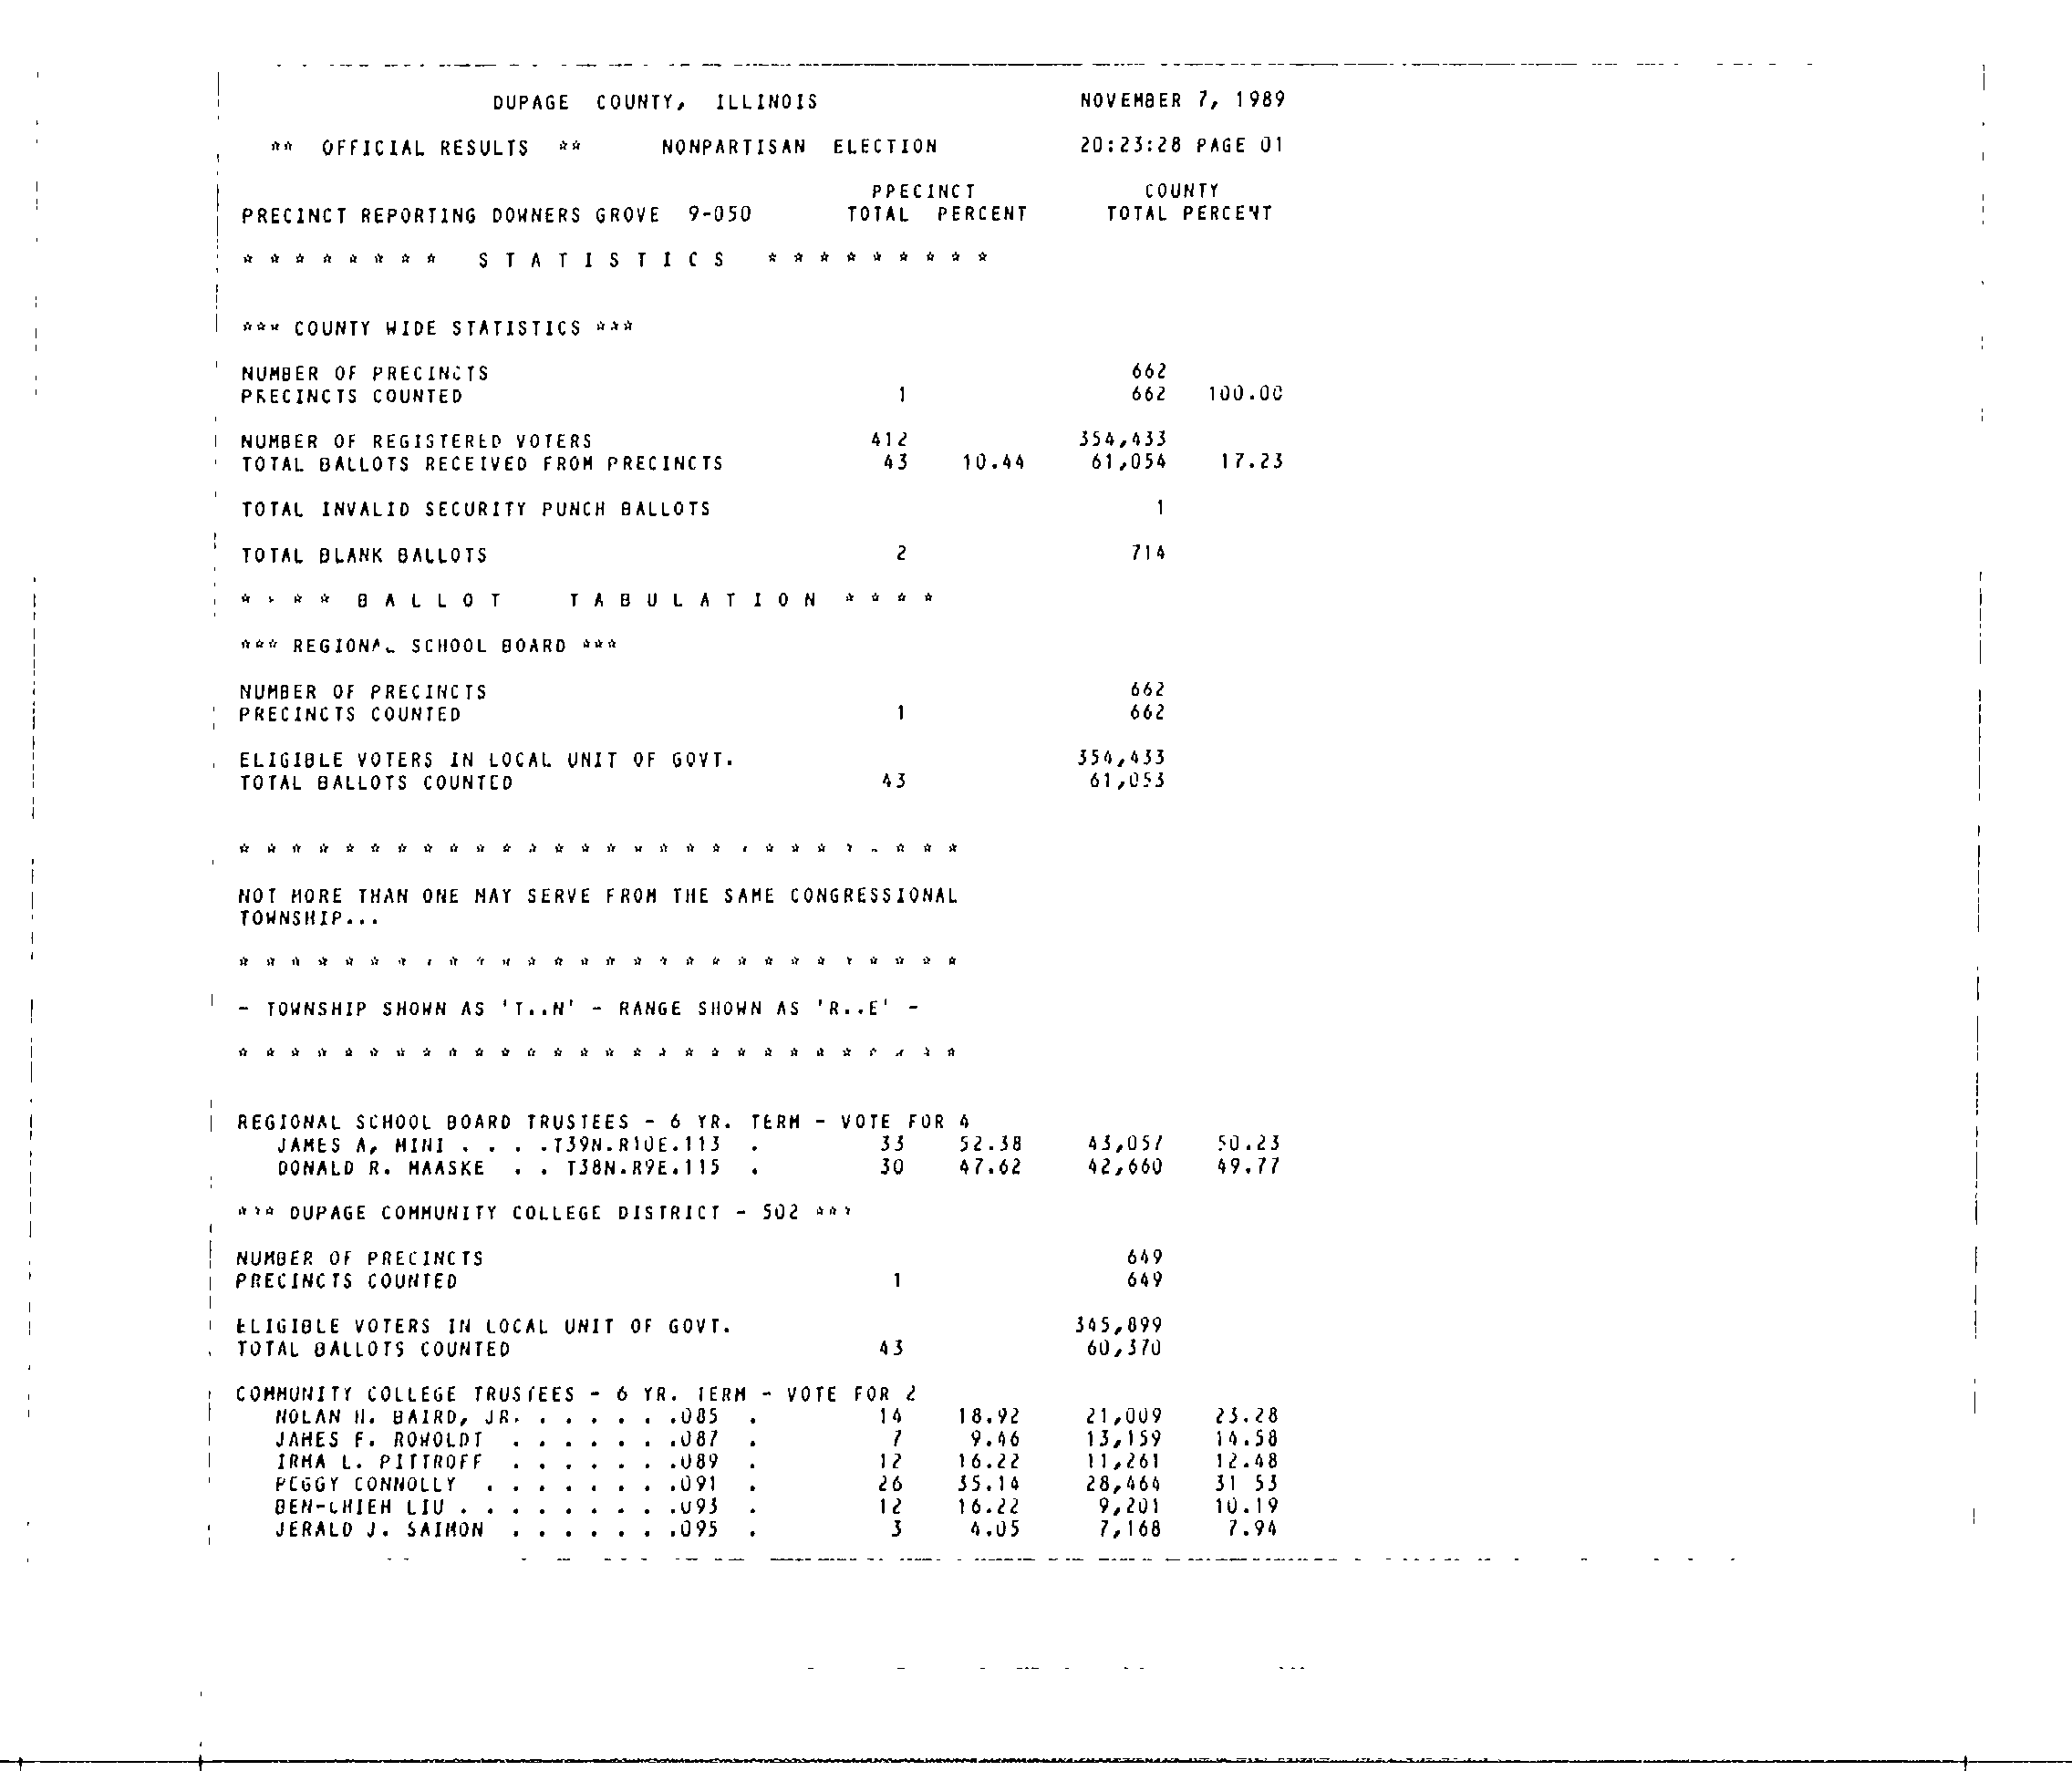 DUPAGE COUNTY, ILLINOIS NOVEMBER 7, 1989
** OFFICIAL RESULTS ** NONPARTISAN ELECTION 20:23:28 PAGE 01
PPECINCT COUNTY
PRECINCT REPORTING DOWNERS GROVE 9-050 TOTAL PERCENT TOTAL PERCENT
* * * * * * * * S T A T I S T I C S * * * * * * * * *
*** COUNTY WIDE STATISTICS ***
NUMBER OF PRECINCTS 662
PRECINCTS COUNTED 1 662 100.00
NUMBER OF REGISTERED VOTERS 412 354,433
TOTAL BALLOTS RECEIVED FROM PRECINCTS 43 10.44 61,054 17.23
TOTAL INVALID SECURITY PUNCH BALLOTS 1
TOTAL BLANK BALLOTS 2 714
* * * * B A L L O T T A B U L A T I O N * * * *
*** REGIONAL SCHOOL BOARD ***
NUMBER OF PRECINCTS 662
PRECINCTS COUNTED 1 662
ELIGIBLE VOTERS IN LOCAL UNIT OF GOVT. 354,433
TOTAL BALLOTS COUNTED 43 61,053
* * * * * * * * * * * * * * * * * * * * * * * * * * * *
NOT MORE THAN ONE MAY SERVE FROM THE SAME CONGRESSIONAL
TOWNSHIP...
* * * * * * * * * * * * * * * * * * * * * * * * * * * *
- TOWNSHIP SHOWN AS 'T..N' - RANGE SHOWN AS 'R..E' -
* * * * * * * * * * * * * * * * * * * * * * * * * * * *
REGIONAL SCHOOL BOARD TRUSTEES - 6 YR. TERM - VOTE FOR 4
JAMES A, MINI . . . .T39N.R10E.113 . 33 52.38 43,057 50.23
DONALD R. MAASKE . . T38N.R9E.115 . 30 47.62 42,660 49.77
*** DUPAGE COMMUNITY COLLEGE DISTRICT - 502 ***
NUMBER OF PRECINCTS 649
PRECINCTS COUNTED 1 649
ELIGIBLE VOTERS IN LOCAL UNIT OF GOVT. 345,899
TOTAL BALLOTS COUNTED 43 60,370
COMMUNITY COLLEGE TRUSTEES - 6 YR. TERM - VOTE FOR 2
NOLAN H. BAIRD, JR. . . . . . .085 . 14 18.92 21,009 23.28
JAMES F. ROWOLDT . . . . . . .087 . 7 9.46 13,159 14.58
IRMA L. PITTROFF . . . . . . .089 . 12 16.22 11,261 12.48
PEGGY CONNOLLY . . . . . . . .091 . 26 35.14 28,464 31 53
BEN-CHIEH LIU . . . . . . . . .093 . 12 16.22 9,201 10.19
JERALD J. SAIMON . . . . . . .095 . 3 4.05 7,168 7.94